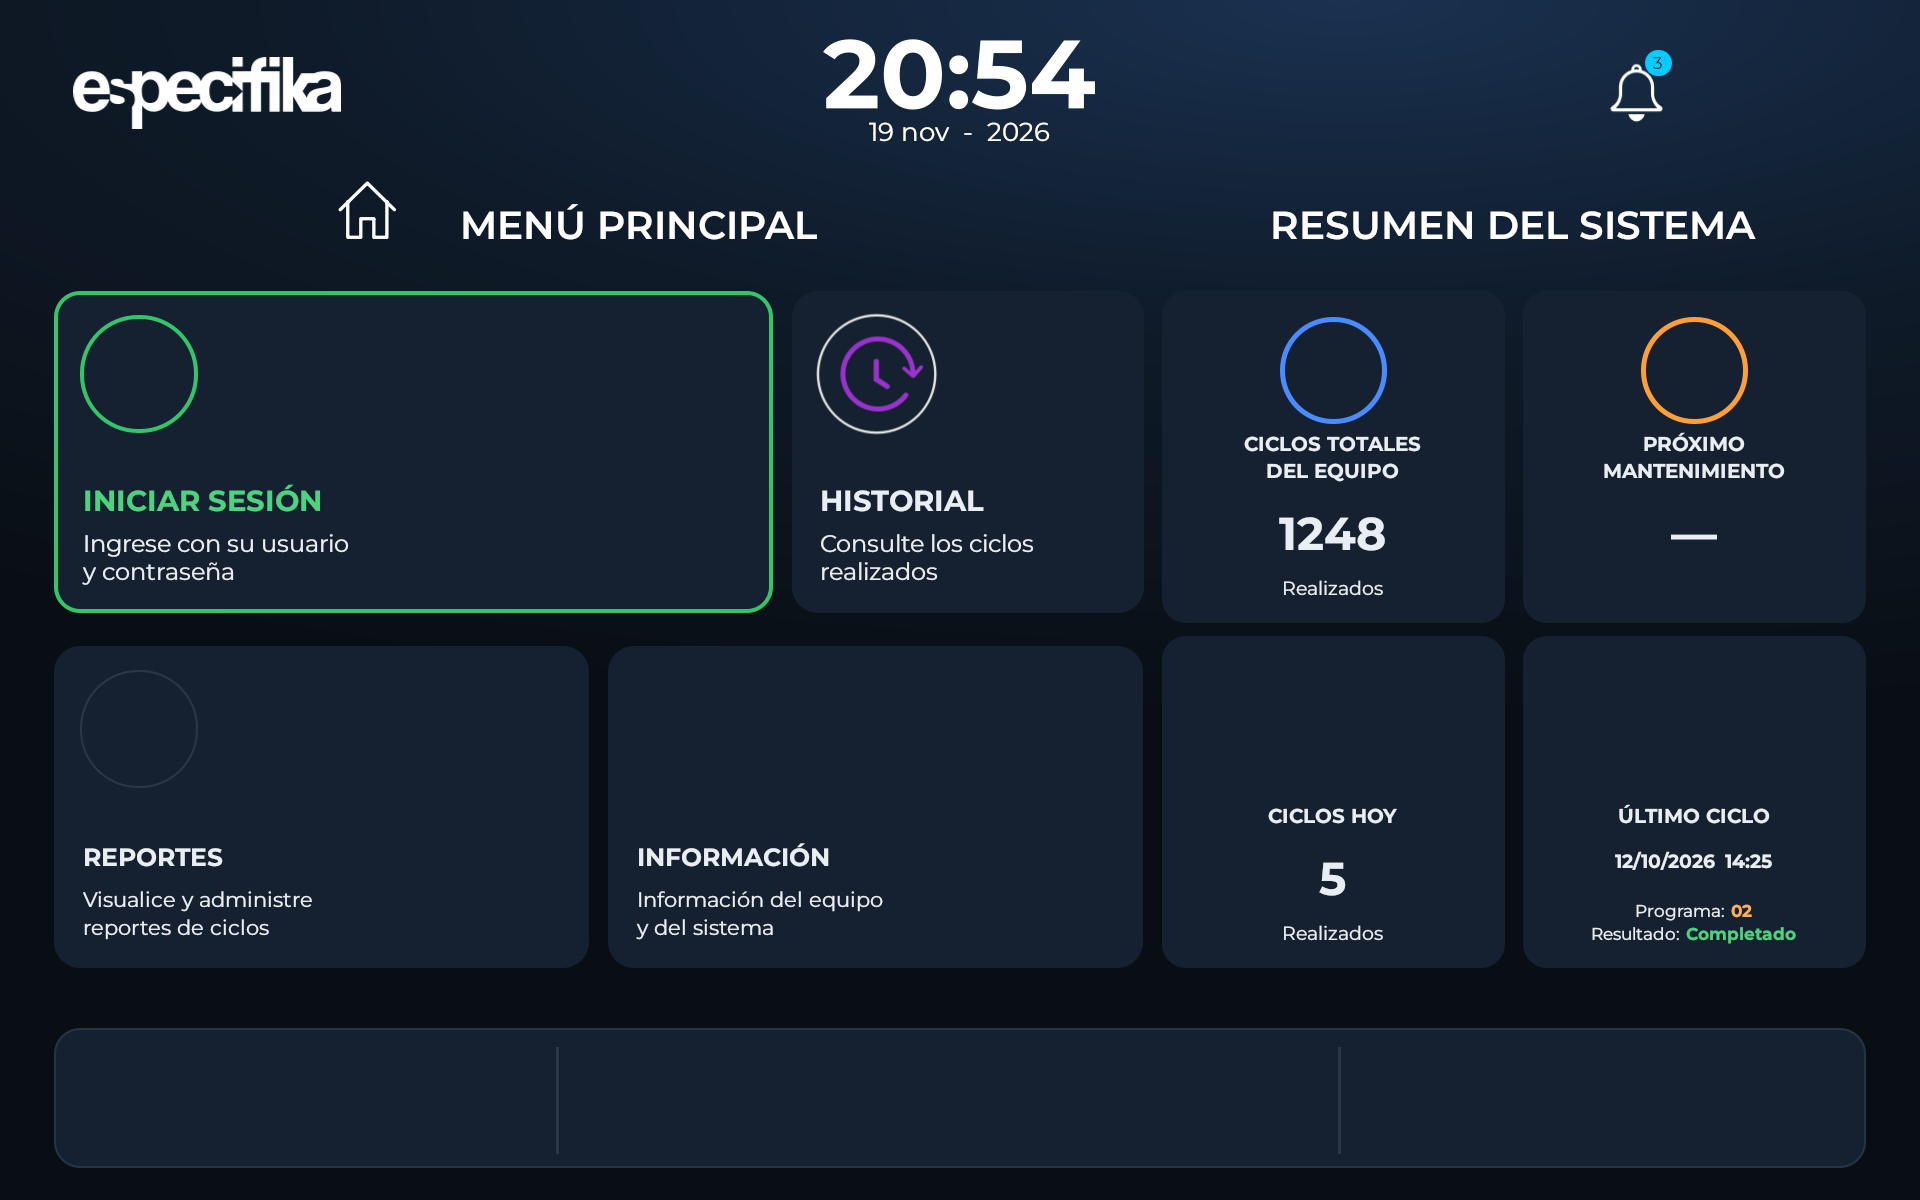 especifika
20:54
19 nov - 2026
3
MENÚ PRINCIPAL
RESUMEN DEL SISTEMA
INICIAR SESIÓN
Ingrese con su usuario
y contraseña
HISTORIAL
Consulte los ciclos
realizados
CICLOS TOTALES
DEL EQUIPO
1248
Realizados
PRÓXIMO
MANTENIMIENTO
—
REPORTES
Visualice y administre
reportes de ciclos
INFORMACIÓN
Información del equipo
y del sistema
CICLOS HOY
5
Realizados
ÚLTIMO CICLO
12/10/2026 14:25
Programa: 02
Resultado: Completado